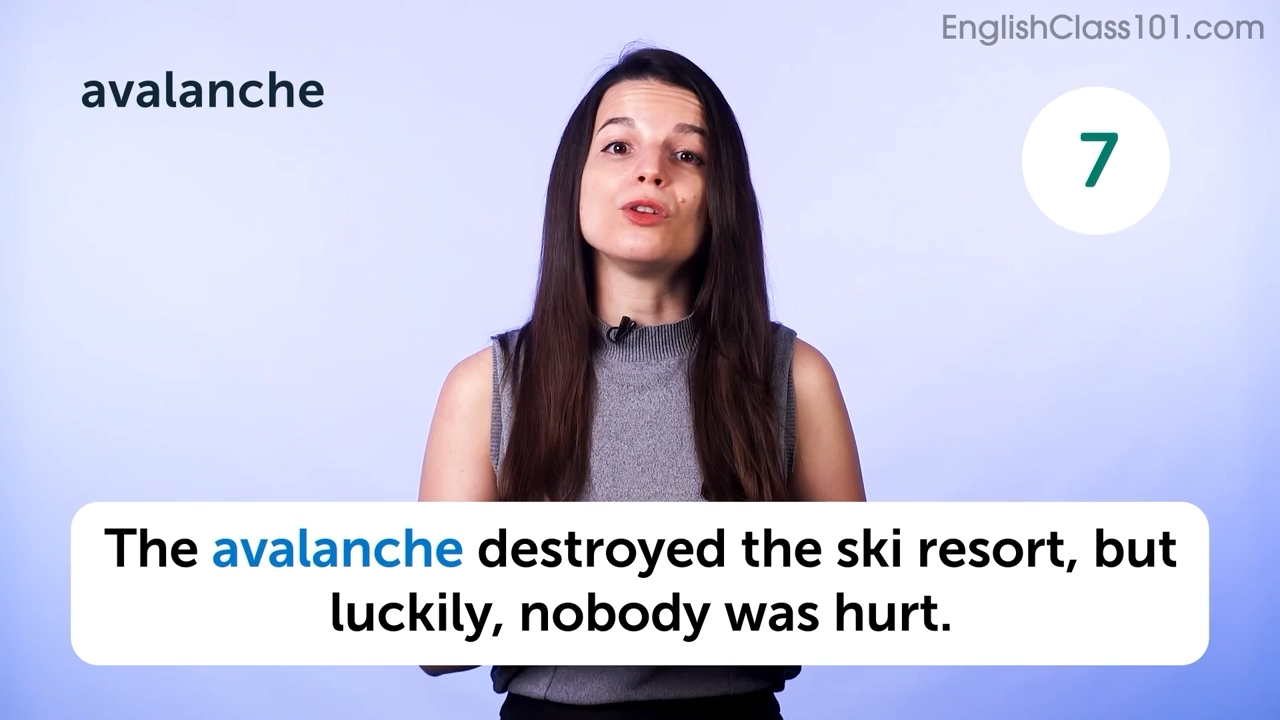 EnglishClass101.com
avalanche
7
The avalanche destroyed the ski resort, but
luckily, nobody was hurt.